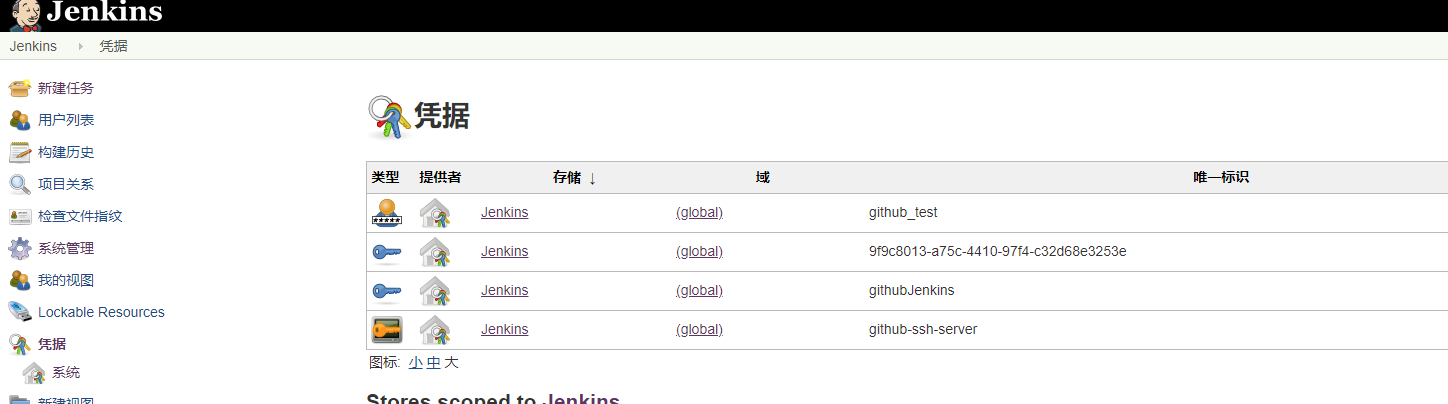 Jenkins
Jenkins 凭据
新建任务
用户列表
构建历史
项目关系
检查文件指纹
系统管理
我的视图
Lockable Resources
凭据
系统
新建视图
凭据
类型 提供者 存储 ↓ 域 唯一标识
Jenkins (global) github_test
Jenkins (global) 9f9c8013-a75c-4410-97f4-c32d68e3253e
Jenkins (global) githubJenkins
Jenkins (global) github-ssh-server
图标: 小 中 大
Stores scoped to Jenkins